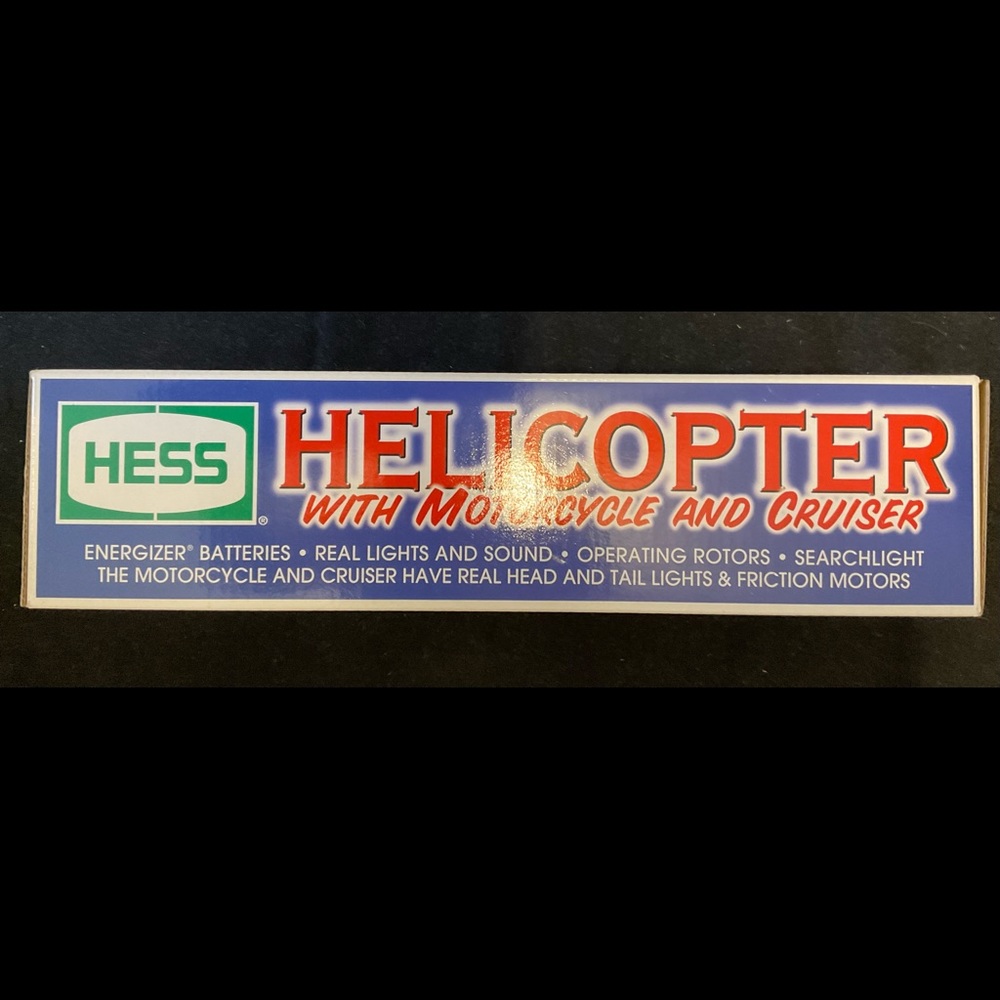 HESS®
HELICOPTER
WITH MOTORCYCLE AND CRUISER
ENERGIZER® BATTERIES • REAL LIGHTS AND SOUND • OPERATING ROTORS • SEARCHLIGHT
THE MOTORCYCLE AND CRUISER HAVE REAL HEAD AND TAIL LIGHTS & FRICTION MOTORS